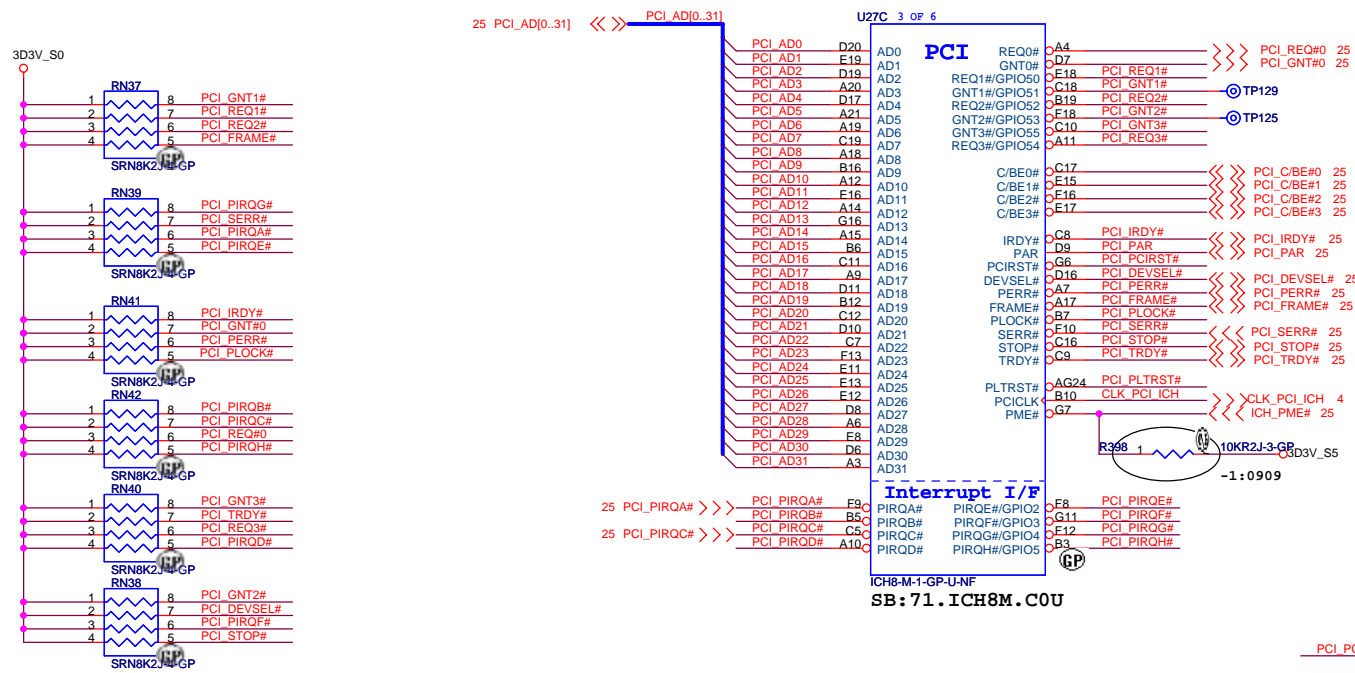 3D3V_S0
RN37
1 8 PCI_GNT1#
2 7 PCI_REQ1#
3 6 PCI_REQ2#
4 5 PCI_FRAME#
SRN8K2J-4-GP
GP
RN39
1 8 PCI_PIRQG#
2 7 PCI_SERR#
3 6 PCI_PIRQA#
4 5 PCI_PIRQE#
SRN8K2J-4-GP
GP
RN41
1 8 PCI_IRDY#
2 7 PCI_GNT#0
3 6 PCI_PERR#
4 5 PCI_PLOCK#
SRN8K2J-4-GP
GP
RN42
1 8 PCI_PIRQB#
2 7 PCI_PIRQC#
3 6 PCI_REQ#0
4 5 PCI_PIRQH#
SRN8K2J-4-GP
GP
RN40
1 8 PCI_GNT3#
2 7 PCI_TRDY#
3 6 PCI_REQ3#
4 5 PCI_PIRQD#
SRN8K2J-4-GP
GP
RN38
1 8 PCI_GNT2#
2 7 PCI_DEVSEL#
3 6 PCI_PIRQF#
4 5 PCI_STOP#
SRN8K2J-4-GP
GP
25 PCI_AD[0..31] PCI_AD[0..31]
U27C 3 OF 6
PCI
PCI_AD0 D20 AD0
PCI_AD1 E19 AD1
PCI_AD2 D19 AD2
PCI_AD3 A20 AD3
PCI_AD4 D17 AD4
PCI_AD5 A21 AD5
PCI_AD6 A19 AD6
PCI_AD7 C19 AD7
PCI_AD8 A18 AD8
PCI_AD9 B16 AD9
PCI_AD10 A12 AD10
PCI_AD11 E16 AD11
PCI_AD12 A14 AD12
PCI_AD13 G16 AD13
PCI_AD14 A15 AD14
PCI_AD15 B6 AD15
PCI_AD16 C11 AD16
PCI_AD17 A9 AD17
PCI_AD18 D11 AD18
PCI_AD19 B12 AD19
PCI_AD20 C12 AD20
PCI_AD21 D10 AD21
PCI_AD22 C7 AD22
PCI_AD23 F13 AD23
PCI_AD24 E11 AD24
PCI_AD25 E13 AD25
PCI_AD26 E12 AD26
PCI_AD27 D8 AD27
PCI_AD28 A6 AD28
PCI_AD29 E8 AD29
PCI_AD30 D6 AD30
PCI_AD31 A3 AD31
REQ0# A4 PCI_REQ#0 25
GNT0# D7 PCI_GNT#0 25
REQ1#/GPIO50 E18 PCI_REQ1#
GNT1#/GPIO51 C18 PCI_GNT1# TP129
REQ2#/GPIO52 B19 PCI_REQ2#
GNT2#/GPIO53 F18 PCI_GNT2# TP125
GNT3#/GPIO55 C10 PCI_GNT3#
REQ3#/GPIO54 A11 PCI_REQ3#
C/BE0# C17 PCI_C/BE#0 25
C/BE1# E15 PCI_C/BE#1 25
C/BE2# F16 PCI_C/BE#2 25
C/BE3# E17 PCI_C/BE#3 25
IRDY# C8 PCI_IRDY# PCI_IRDY# 25
PAR D9 PCI_PAR PCI_PAR 25
PCIRST# G6 PCI_PCIRST#
DEVSEL# D16 PCI_DEVSEL# PCI_DEVSEL# 25
PERR# A7 PCI_PERR# PCI_PERR# 25
FRAME# A17 PCI_FRAME# PCI_FRAME# 25
PLOCK# B7 PCI_PLOCK#
SERR# F10 PCI_SERR# PCI_SERR# 25
STOP# C16 PCI_STOP# PCI_STOP# 25
TRDY# C9 PCI_TRDY# PCI_TRDY# 25
PLTRST# AG24 PCI_PLTRST#
PCICLK B10 CLK_PCI_ICH CLK_PCI_ICH 4
PME# G7 ICH_PME# 25
R398 1 10KR2J-3-GP 3D3V_S5
-1:0909
Interrupt I/F
25 PCI_PIRQA# PCI_PIRQA# F9 PIRQA#
PCI_PIRQB# B5 PIRQB#
25 PCI_PIRQC# PCI_PIRQC# C5 PIRQC#
PCI_PIRQD# A10 PIRQD#
PIRQE#/GPIO2 F8 PCI_PIRQE#
PIRQF#/GPIO3 G11 PCI_PIRQF#
PIRQG#/GPIO4 F12 PCI_PIRQG#
PIRQH#/GPIO5 B3 PCI_PIRQH#
GP
ICH8-M-1-GP-U-NF
SB:71.ICH8M.C0U